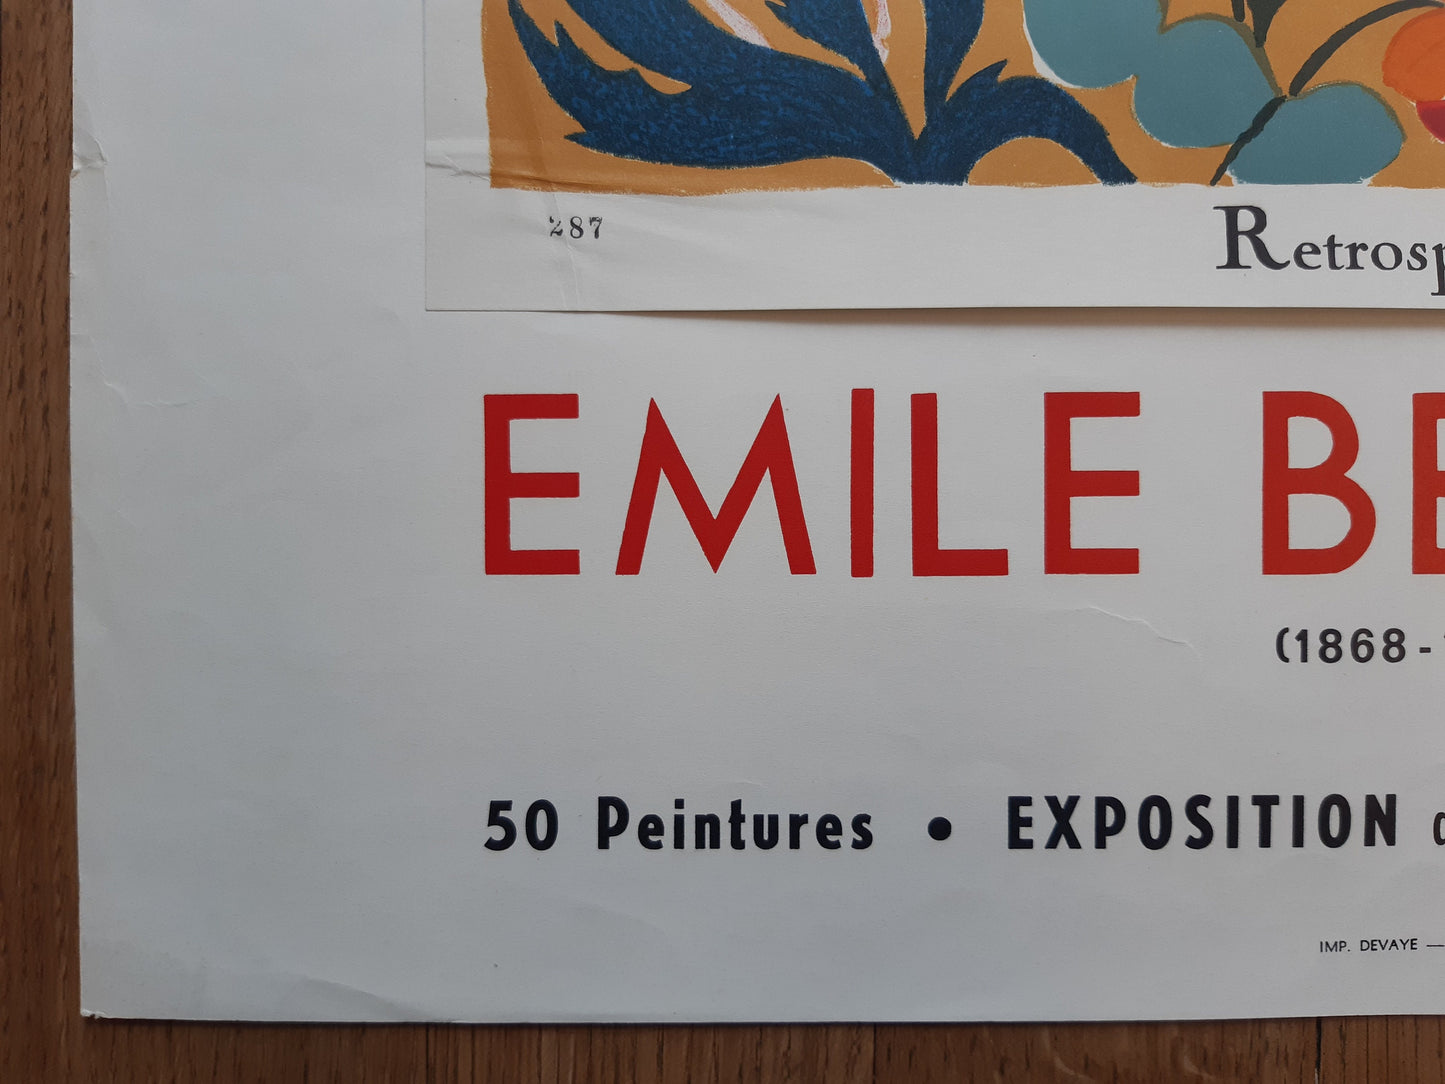 287
Retrosp
EMILE BE
(1868 -
50 Peintures • EXPOSITION
IMP. DEVAYE —